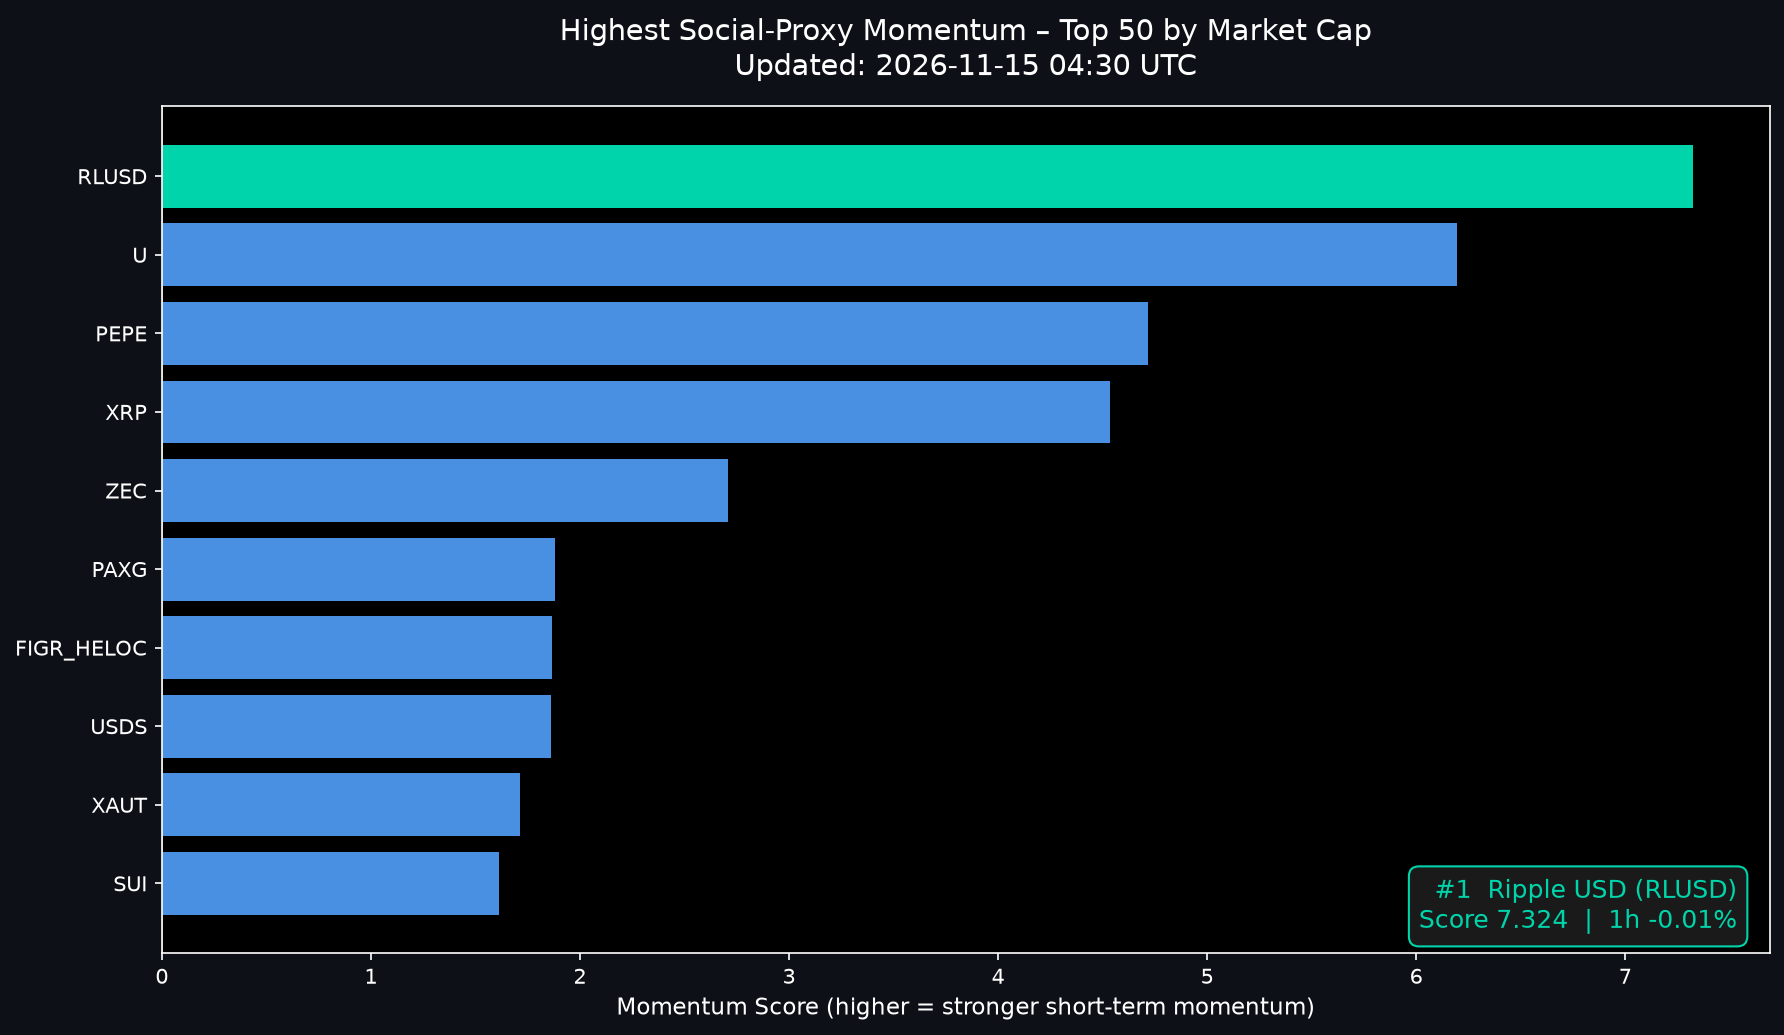 Highest Social-Proxy Momentum – Top 50 by Market Cap
Updated: 2026-11-15 04:30 UTC
RLUSD
U
PEPE
XRP
ZEC
PAXG
FIGR_HELOC
USDS
XAUT
SUI
#1  Ripple USD (RLUSD)
Score 7.324  |  1h -0.01%
0 1 2 3 4 5 6 7
Momentum Score (higher = stronger short-term momentum)